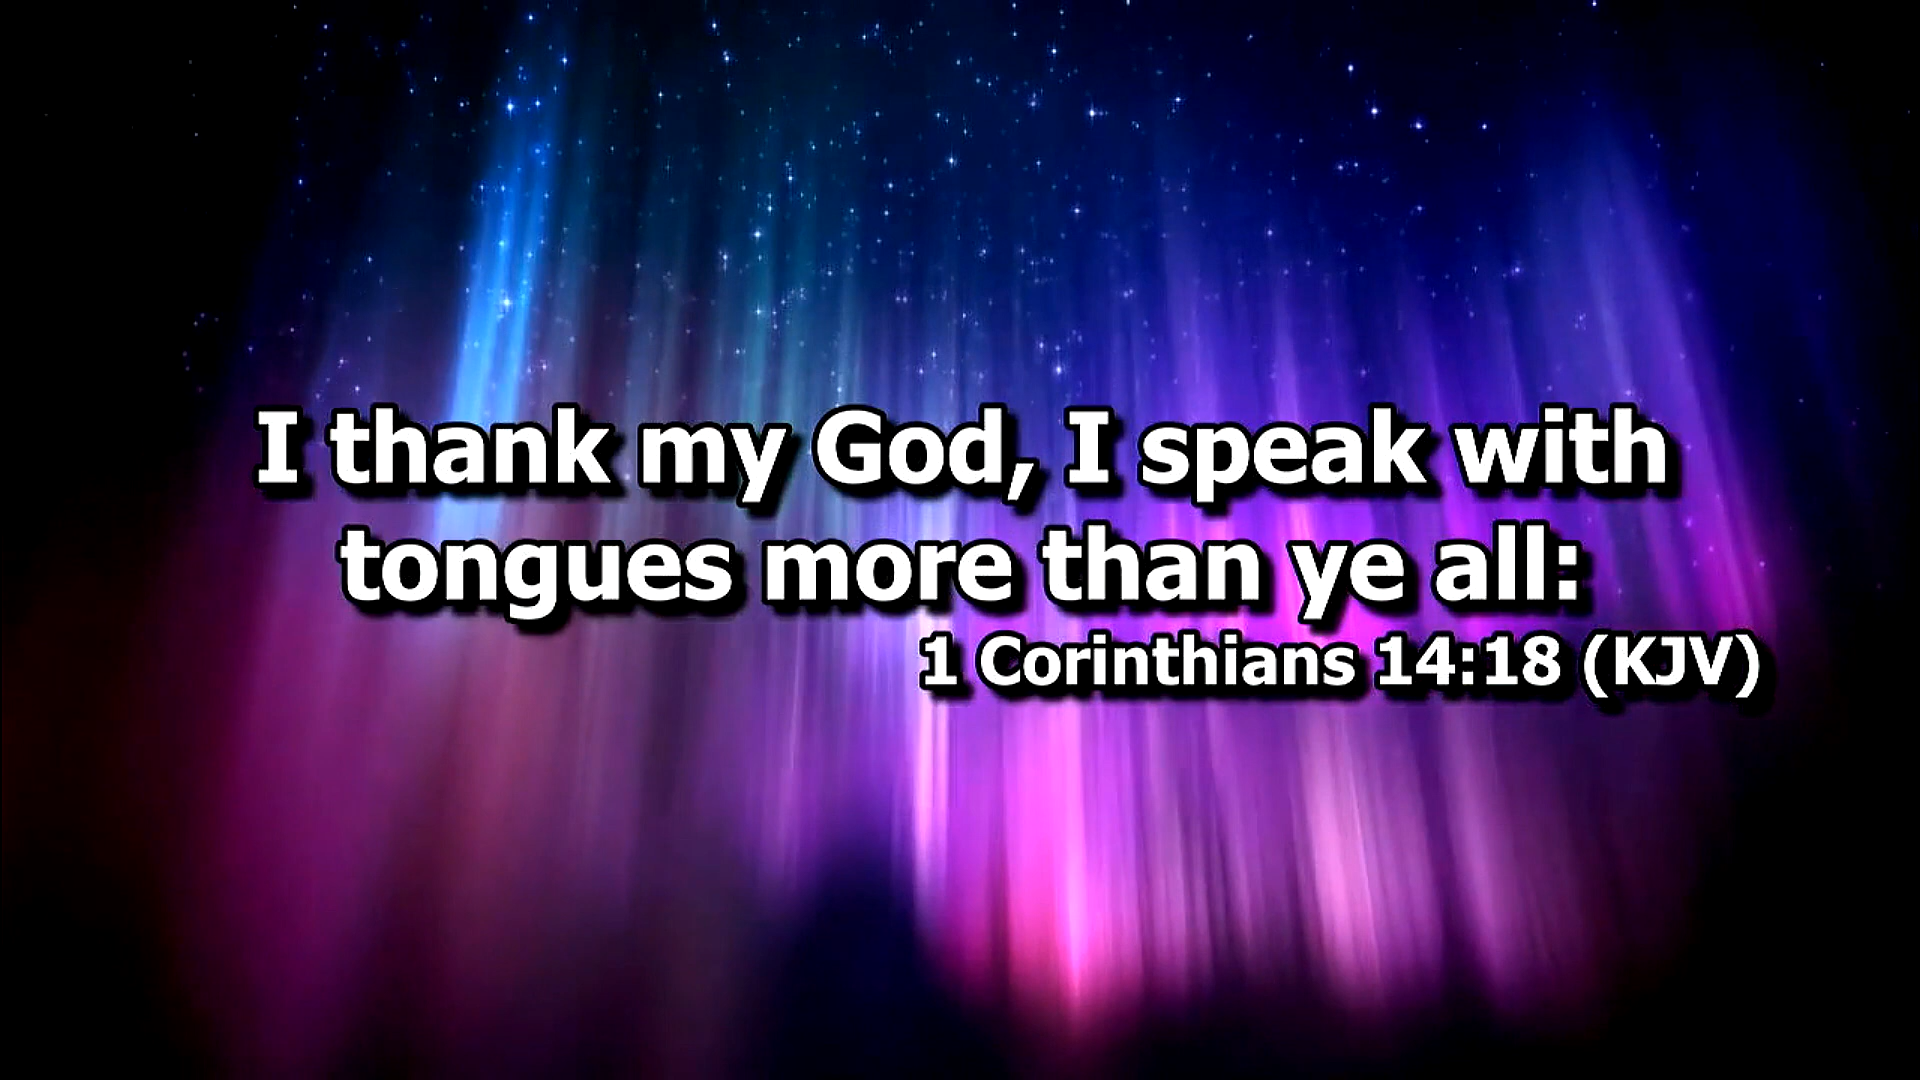 I thank my God, I speak with
tongues more than ye all:
1 Corinthians 14:18 (KJV)